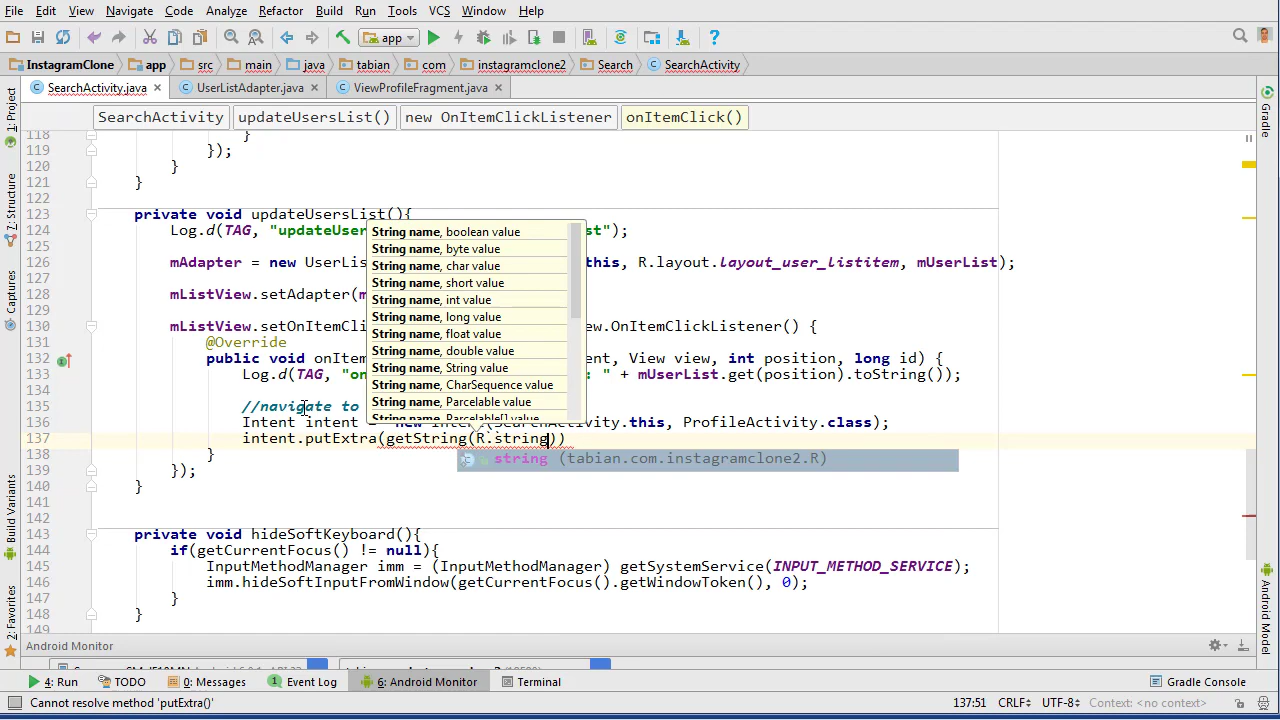 File Edit View Navigate Code Analyze Refactor Build Run Tools VCS Window Help
app
InstagramClone app src main java tabian com instagramclone2 Search SearchActivity
SearchActivity.java UserListAdapter.java ViewProfileFragment.java
SearchActivity updateUsersList() new OnItemClickListener onItemClick()
118 }
119 });
120 }
121 }
122
123 private void updateUsersList(){
124 Log.d(TAG, "updateUser st");
125
126 mAdapter = new UserLis this, R.layout.layout_user_listitem, mUserList);
127
128 mListView.setAdapter(m
129
130 mListView.setOnItemCli ew.OnItemClickListener() {
131 @Override
132 public void onItem ent, View view, int position, long id) {
133 Log.d(TAG, "on : " + mUserList.get(position).toString());
134
135 //navigate to
136 Intent intent = new Intent(SearchActivity.this, ProfileActivity.class);
137 intent.putExtra(getString(R.string))
138 }
139 });
140 }
141
142
143 private void hideSoftKeyboard(){
144 if(getCurrentFocus() != null){
145 InputMethodManager imm = (InputMethodManager) getSystemService(INPUT_METHOD_SERVICE);
146 imm.hideSoftInputFromWindow(getCurrentFocus().getWindowToken(), 0);
147 }
148 }
149
String name, boolean value
String name, byte value
String name, char value
String name, short value
String name, int value
String name, long value
String name, float value
String name, double value
String name, String value
String name, CharSequence value
String name, Parcelable value
String name, Parcelable[] value
string (tabian.com.instagramclone2.R)
1: Project
7: Structure
Captures
Build Variants
2: Favorites
Gradle
Android Model
Android Monitor
4: Run TODO 0: Messages 1 Event Log 6: Android Monitor Terminal Gradle Console
Cannot resolve method 'putExtra()' 137:51 CRLF UTF-8 Context: <no context>